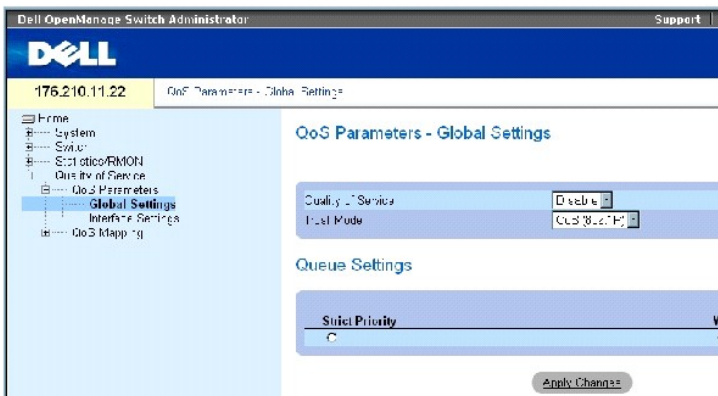 Dell OpenManage Switch Administrator Support
DELL
176.210.11.22 QoS Parameters - Global Settings
Home
System
Switch
Statistics/RMON
Quality of Service
QoS Parameters
Global Settings
Interface Settings
QoS Mapping
QoS Parameters - Global Settings
Quality of Service Disable
Trust Mode CoS (802.1P)
Queue Settings
Strict Priority W
Apply Changes